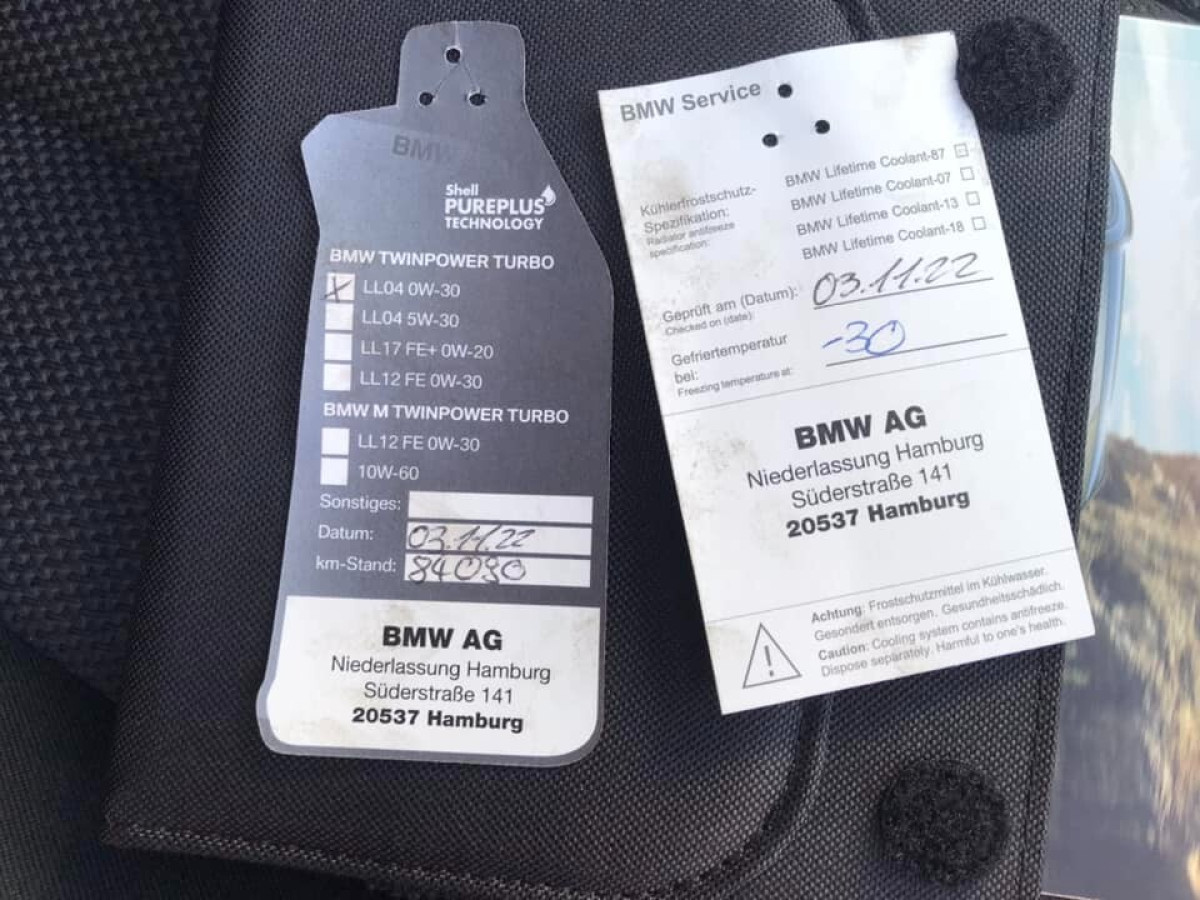 BMW
Shell
PUREPLUS
TECHNOLOGY
BMW TWINPOWER TURBO
X LL04 0W-30
LL04 5W-30
LL17 FE+ 0W-20
LL12 FE 0W-30
BMW M TWINPOWER TURBO
LL12 FE 0W-30
10W-60
Sonstiges:
Datum: 03.11.22
km-Stand: 84090
BMW AG
Niederlassung Hamburg
Süderstraße 141
20537 Hamburg
BMW Service
Kühlerfrostschutz-
Spezifikation:
Radiator antifreeze
specification:
BMW Lifetime Coolant-87
BMW Lifetime Coolant-07
BMW Lifetime Coolant-13
BMW Lifetime Coolant-18
Geprüft am (Datum): 03.11.22
Checked on (date):
Gefriertemperatur
bei: -30
Freezing temperature at:
BMW AG
Niederlassung Hamburg
Süderstraße 141
20537 Hamburg
Achtung: Frostschutzmittel im Kühlwasser.
Gesondert entsorgen. Gesundheitsschädlich.
Caution: Cooling system contains antifreeze.
Dispose separately. Harmful to one's health.